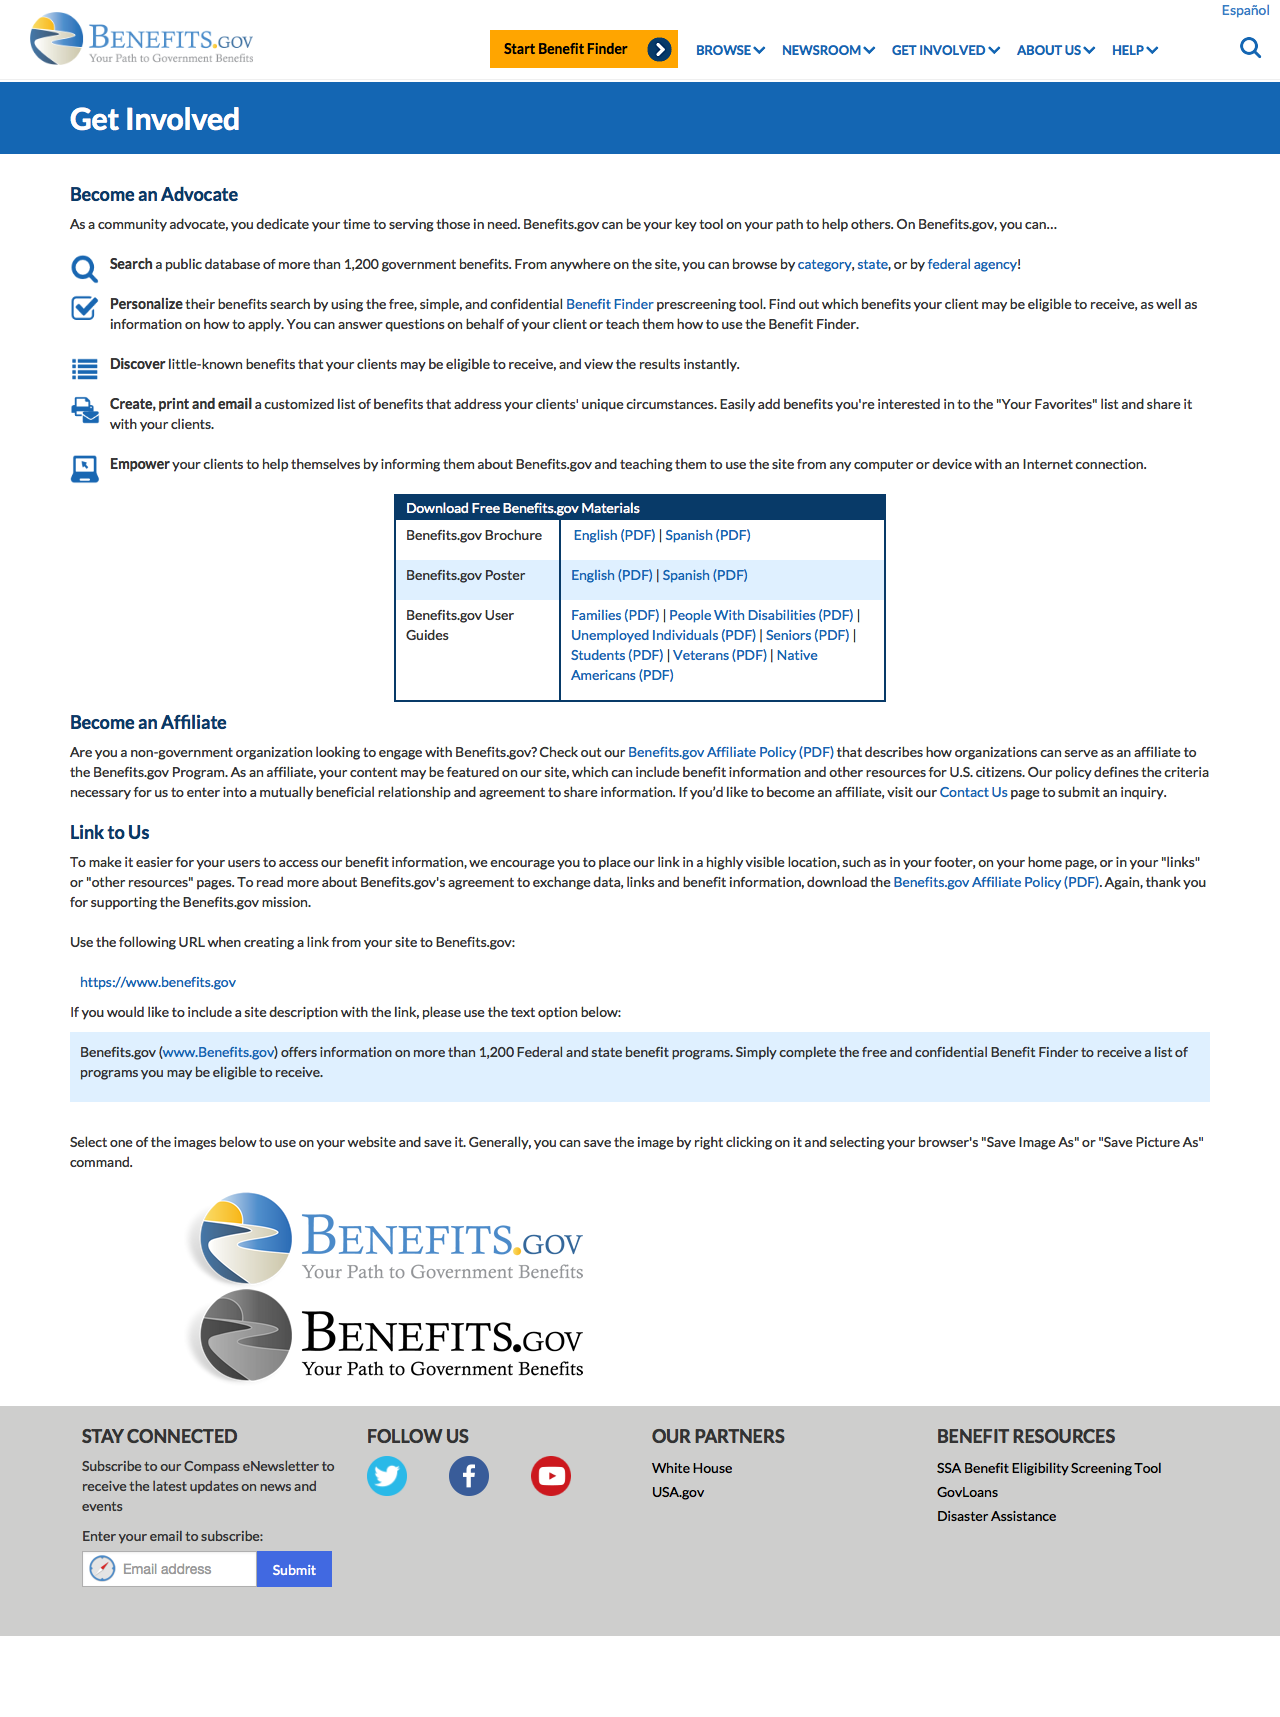 Español
BENEFITS.GOV
Your Path to Government Benefits
Start Benefit Finder
BROWSE NEWSROOM GET INVOLVED ABOUT US HELP
Get Involved
Become an Advocate
As a community advocate, you dedicate your time to serving those in need. Benefits.gov can be your key tool on your path to help others. On Benefits.gov, you can...
Search a public database of more than 1,200 government benefits. From anywhere on the site, you can browse by category, state, or by federal agency!
Personalize their benefits search by using the free, simple, and confidential Benefit Finder prescreening tool. Find out which benefits your client may be eligible to receive, as well as
information on how to apply. You can answer questions on behalf of your client or teach them how to use the Benefit Finder.
Discover little-known benefits that your clients may be eligible to receive, and view the results instantly.
Create, print and email a customized list of benefits that address your clients' unique circumstances. Easily add benefits you're interested in to the "Your Favorites" list and share it
with your clients.
Empower your clients to help themselves by informing them about Benefits.gov and teaching them to use the site from any computer or device with an Internet connection.
Download Free Benefits.gov Materials
Benefits.gov Brochure English (PDF) | Spanish (PDF)
Benefits.gov Poster English (PDF) | Spanish (PDF)
Benefits.gov User Families (PDF) | People With Disabilities (PDF) |
Guides Unemployed Individuals (PDF) | Seniors (PDF) |
Students (PDF) | Veterans (PDF) | Native
Americans (PDF)
Become an Affiliate
Are you a non-government organization looking to engage with Benefits.gov? Check out our Benefits.gov Affiliate Policy (PDF) that describes how organizations can serve as an affiliate to
the Benefits.gov Program. As an affiliate, your content may be featured on our site, which can include benefit information and other resources for U.S. citizens. Our policy defines the criteria
necessary for us to enter into a mutually beneficial relationship and agreement to share information. If you'd like to become an affiliate, visit our Contact Us page to submit an inquiry.
Link to Us
To make it easier for your users to access our benefit information, we encourage you to place our link in a highly visible location, such as in your footer, on your home page, or in your "links"
or "other resources" pages. To read more about Benefits.gov's agreement to exchange data, links and benefit information, download the Benefits.gov Affiliate Policy (PDF). Again, thank you
for supporting the Benefits.gov mission.
Use the following URL when creating a link from your site to Benefits.gov:
https://www.benefits.gov
If you would like to include a site description with the link, please use the text option below:
Benefits.gov (www.Benefits.gov) offers information on more than 1,200 Federal and state benefit programs. Simply complete the free and confidential Benefit Finder to receive a list of
programs you may be eligible to receive.
Select one of the images below to use on your website and save it. Generally, you can save the image by right clicking on it and selecting your browser's "Save Image As" or "Save Picture As"
command.
BENEFITS.GOV
Your Path to Government Benefits
BENEFITS.GOV
Your Path to Government Benefits
STAY CONNECTED
Subscribe to our Compass eNewsletter to
receive the latest updates on news and
events
Enter your email to subscribe:
Email address Submit
FOLLOW US
OUR PARTNERS
White House
USA.gov
BENEFIT RESOURCES
SSA Benefit Eligibility Screening Tool
GovLoans
Disaster Assistance